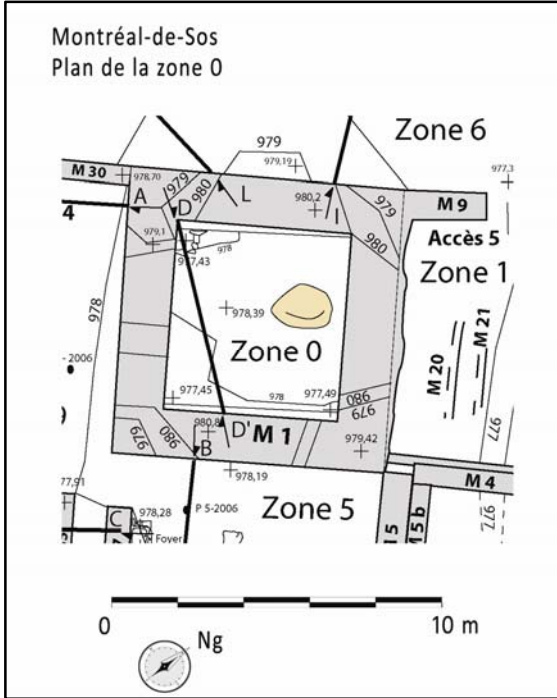 Montréal-de-Sos
Plan de la zone 0
979
Zone 6
979,19
977,3
M 30
978,70
979
980
A
D
L
980,2
I
979
M 9
4
979,1
980
Accès 5
978
977,43
Zone 1
978
978,39
Zone 0
M 21
M 20
- 2006
977,45
978
977,49
980
979
977
980
979
980,8
D'
M 1
979,42
B
978,19
M 4
77,91
C
978,28
P 5-2006
Zone 5
Foyer
M 5 b
0
10 m
Ng